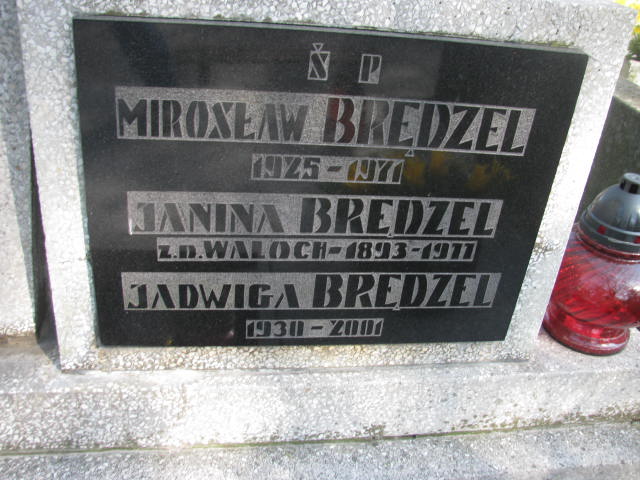 Ś P
MIROSŁAW BRĘDZEL
1925-1971
JANINA BRĘDZEL
z.d. WALOCH-1893-1977
JADWIGA BRĘDZEL
1930-2001